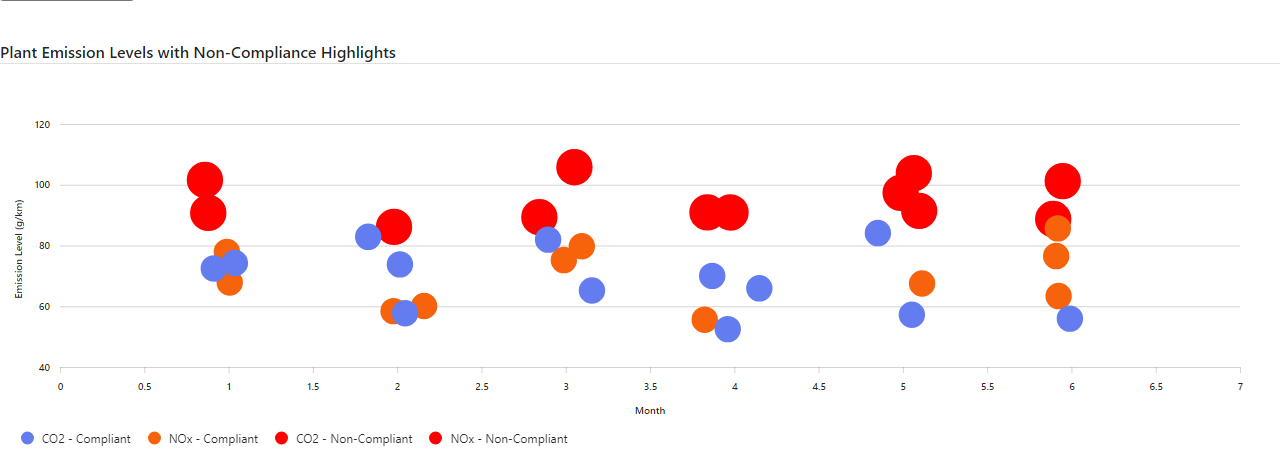 Plant Emission Levels with Non-Compliance Highlights
120
100
80
60
40
Emission Level (g/km)
0 0.5 1 1.5 2 2.5 3 3.5 4 4.5 5 5.5 6 6.5 7
Month
CO2 - Compliant NOx - Compliant CO2 - Non-Compliant NOx - Non-Compliant